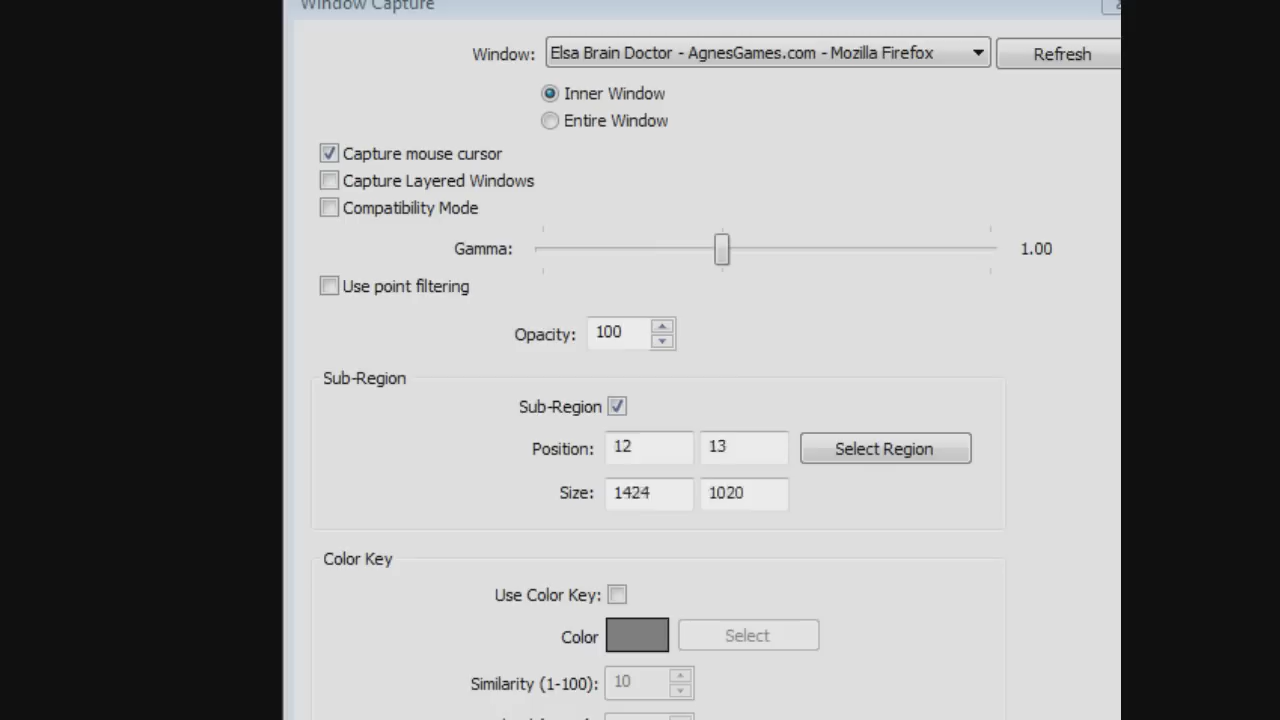 Window Capture
Window: Elsa Brain Doctor - AgnesGames.com - Mozilla Firefox Refresh
Inner Window
Entire Window
Capture mouse cursor
Capture Layered Windows
Compatibility Mode
Gamma: 1.00
Use point filtering
Opacity: 100
Sub-Region
Sub-Region
Position: 12 13 Select Region
Size: 1424 1020
Color Key
Use Color Key:
Color Select
Similarity (1-100): 10